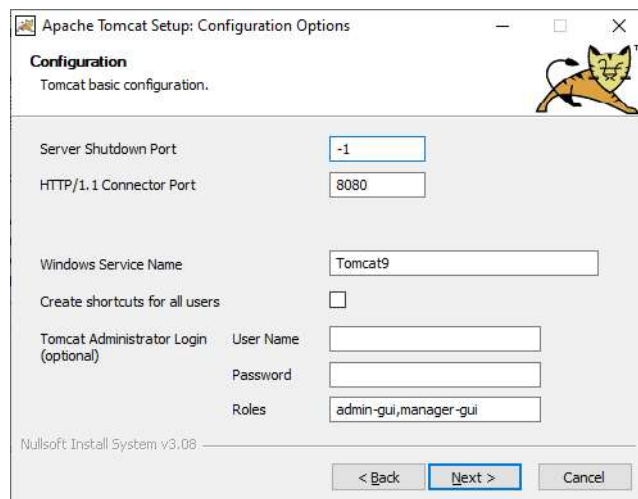 Apache Tomcat Setup: Configuration Options
Configuration
Tomcat basic configuration.
Server Shutdown Port
-1
HTTP/1.1 Connector Port
8080
Windows Service Name
Tomcat9
Create shortcuts for all users
Tomcat Administrator Login
(optional)
User Name
Password
Roles
admin-gui,manager-gui
Nullsoft Install System v3.08
< Back
Next >
Cancel